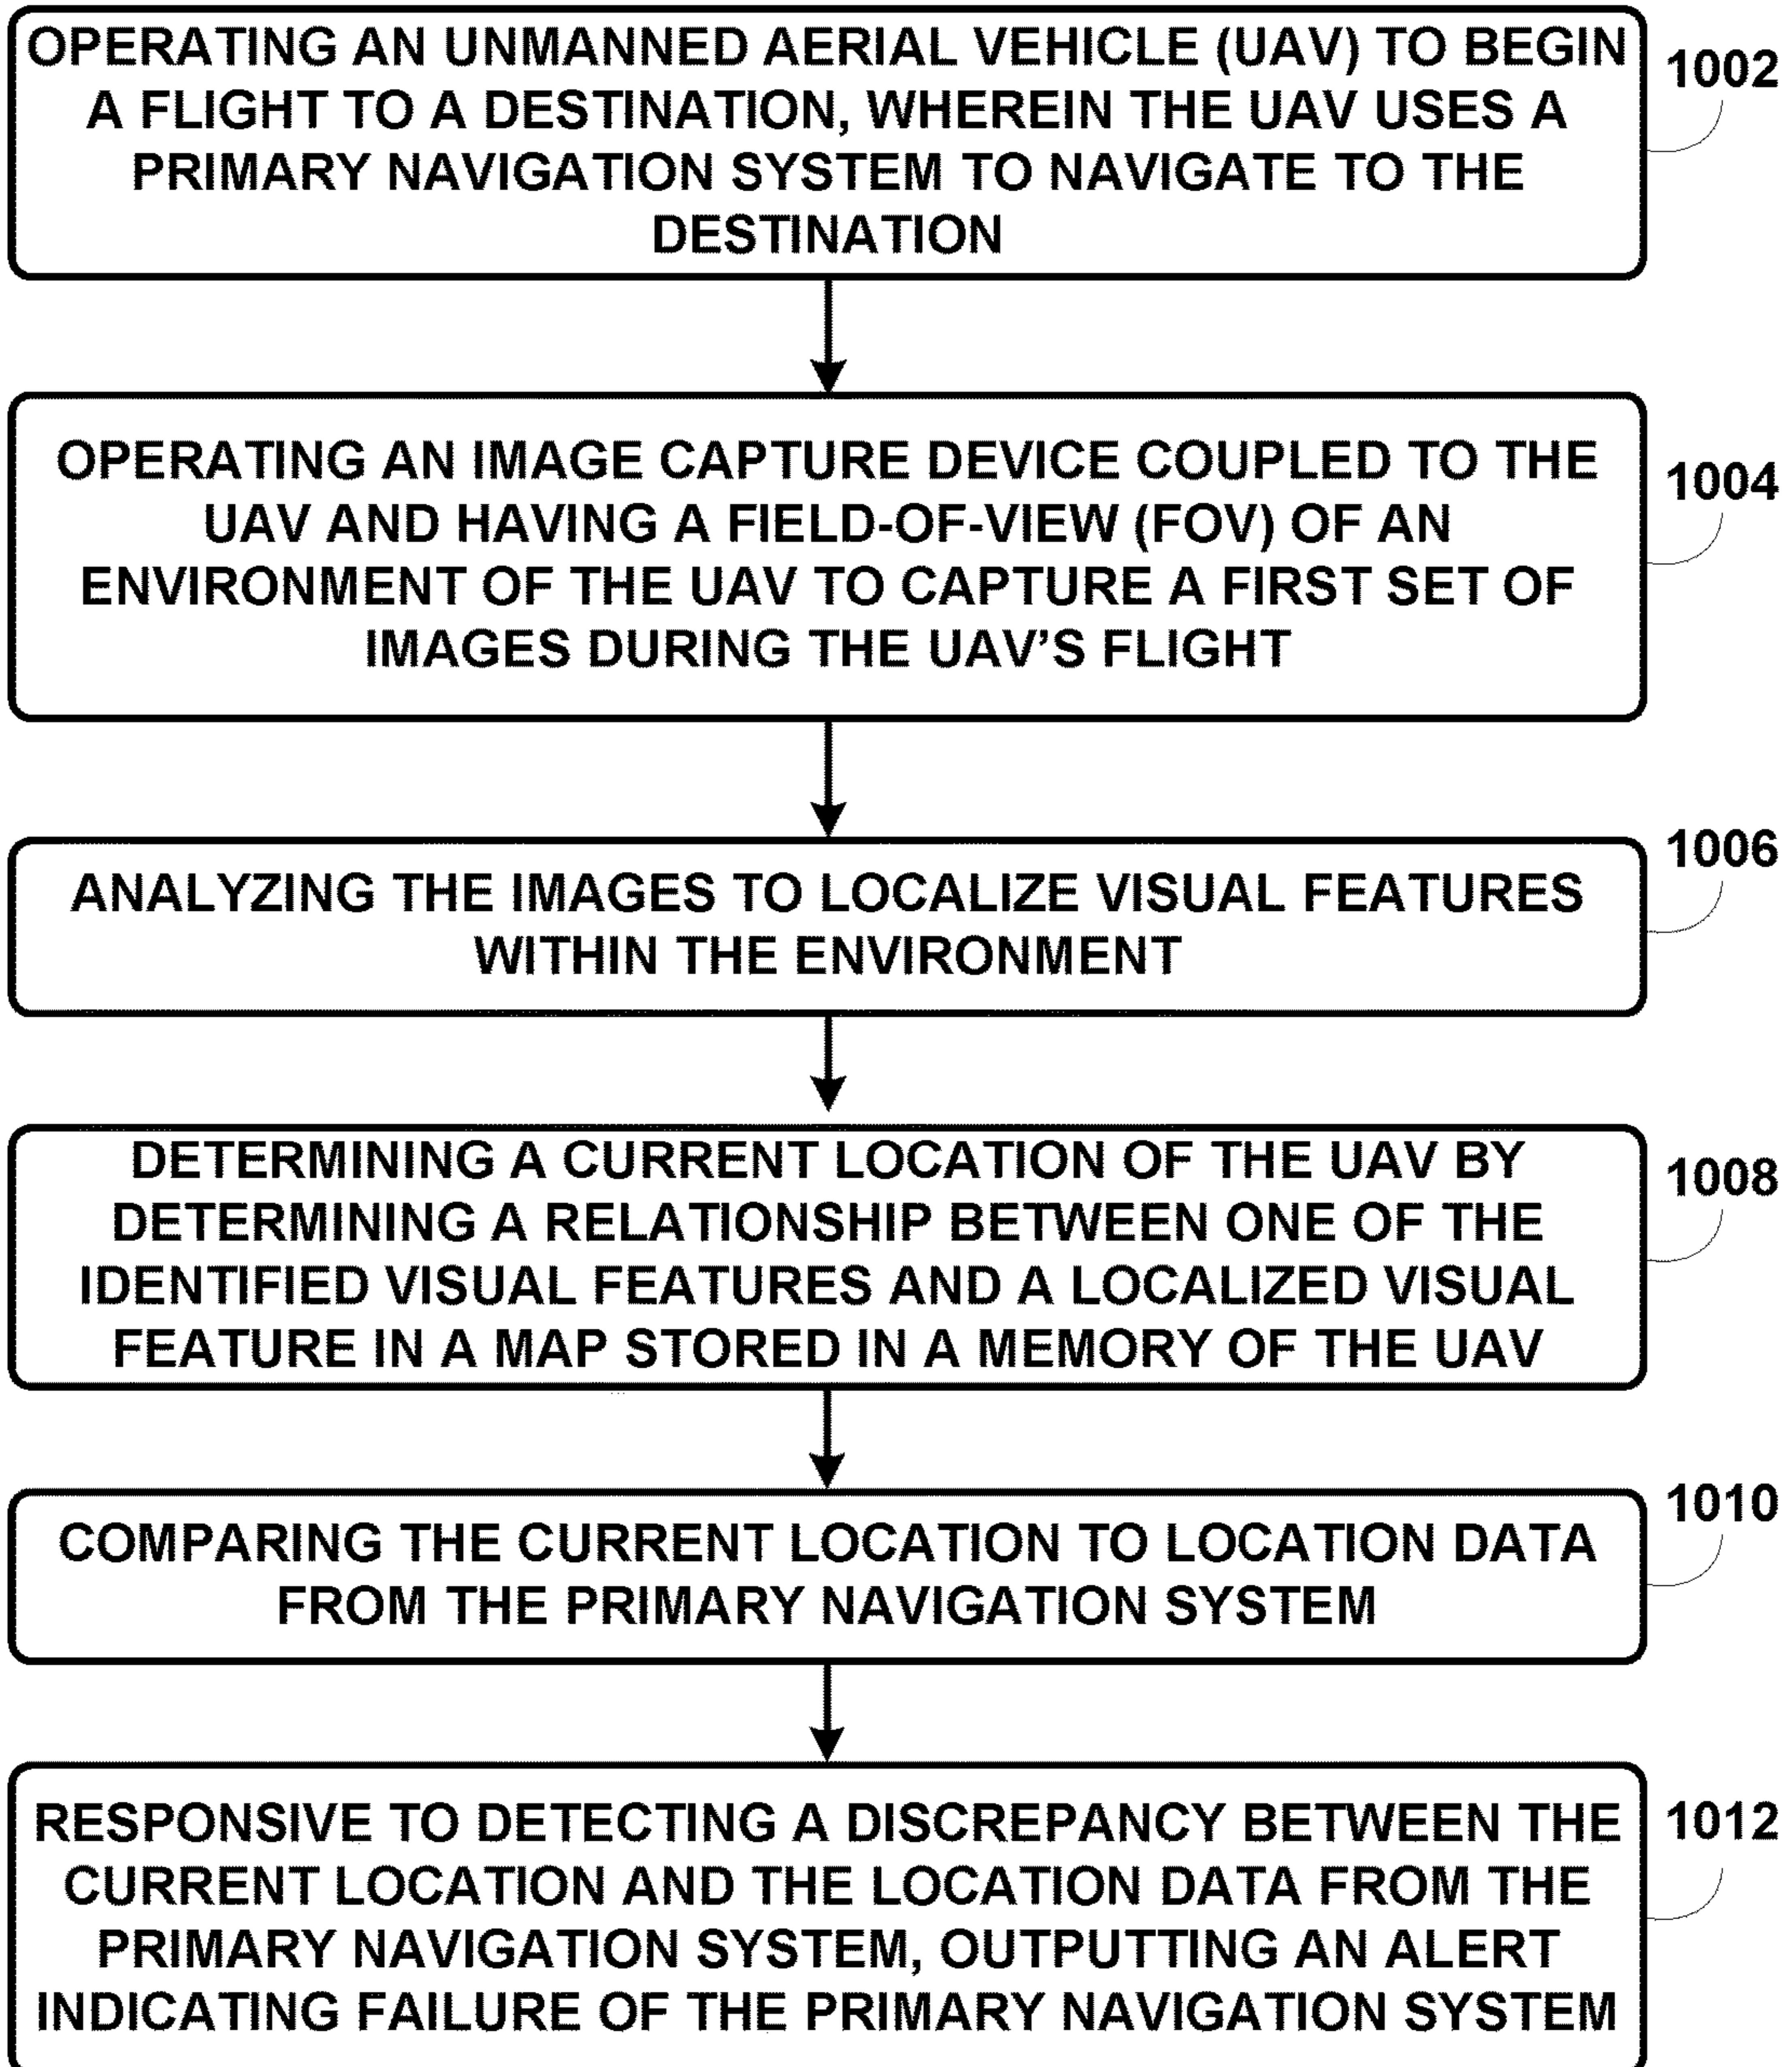 OPERATING AN UNMANNED AERIAL VEHICLE (UAV) TO BEGIN
A FLIGHT TO A DESTINATION, WHEREIN THE UAV USES A
PRIMARY NAVIGATION SYSTEM TO NAVIGATE TO THE
DESTINATION
1002
OPERATING AN IMAGE CAPTURE DEVICE COUPLED TO THE
UAV AND HAVING A FIELD-OF-VIEW (FOV) OF AN
ENVIRONMENT OF THE UAV TO CAPTURE A FIRST SET OF
IMAGES DURING THE UAV’S FLIGHT
1004
ANALYZING THE IMAGES TO LOCALIZE VISUAL FEATURES
WITHIN THE ENVIRONMENT
1006
DETERMINING A CURRENT LOCATION OF THE UAV BY
DETERMINING A RELATIONSHIP BETWEEN ONE OF THE
IDENTIFIED VISUAL FEATURES AND A LOCALIZED VISUAL
FEATURE IN A MAP STORED IN A MEMORY OF THE UAV
1008
COMPARING THE CURRENT LOCATION TO LOCATION DATA
FROM THE PRIMARY NAVIGATION SYSTEM
1010
RESPONSIVE TO DETECTING A DISCREPANCY BETWEEN THE
CURRENT LOCATION AND THE LOCATION DATA FROM THE
PRIMARY NAVIGATION SYSTEM, OUTPUTTING AN ALERT
INDICATING FAILURE OF THE PRIMARY NAVIGATION SYSTEM
1012